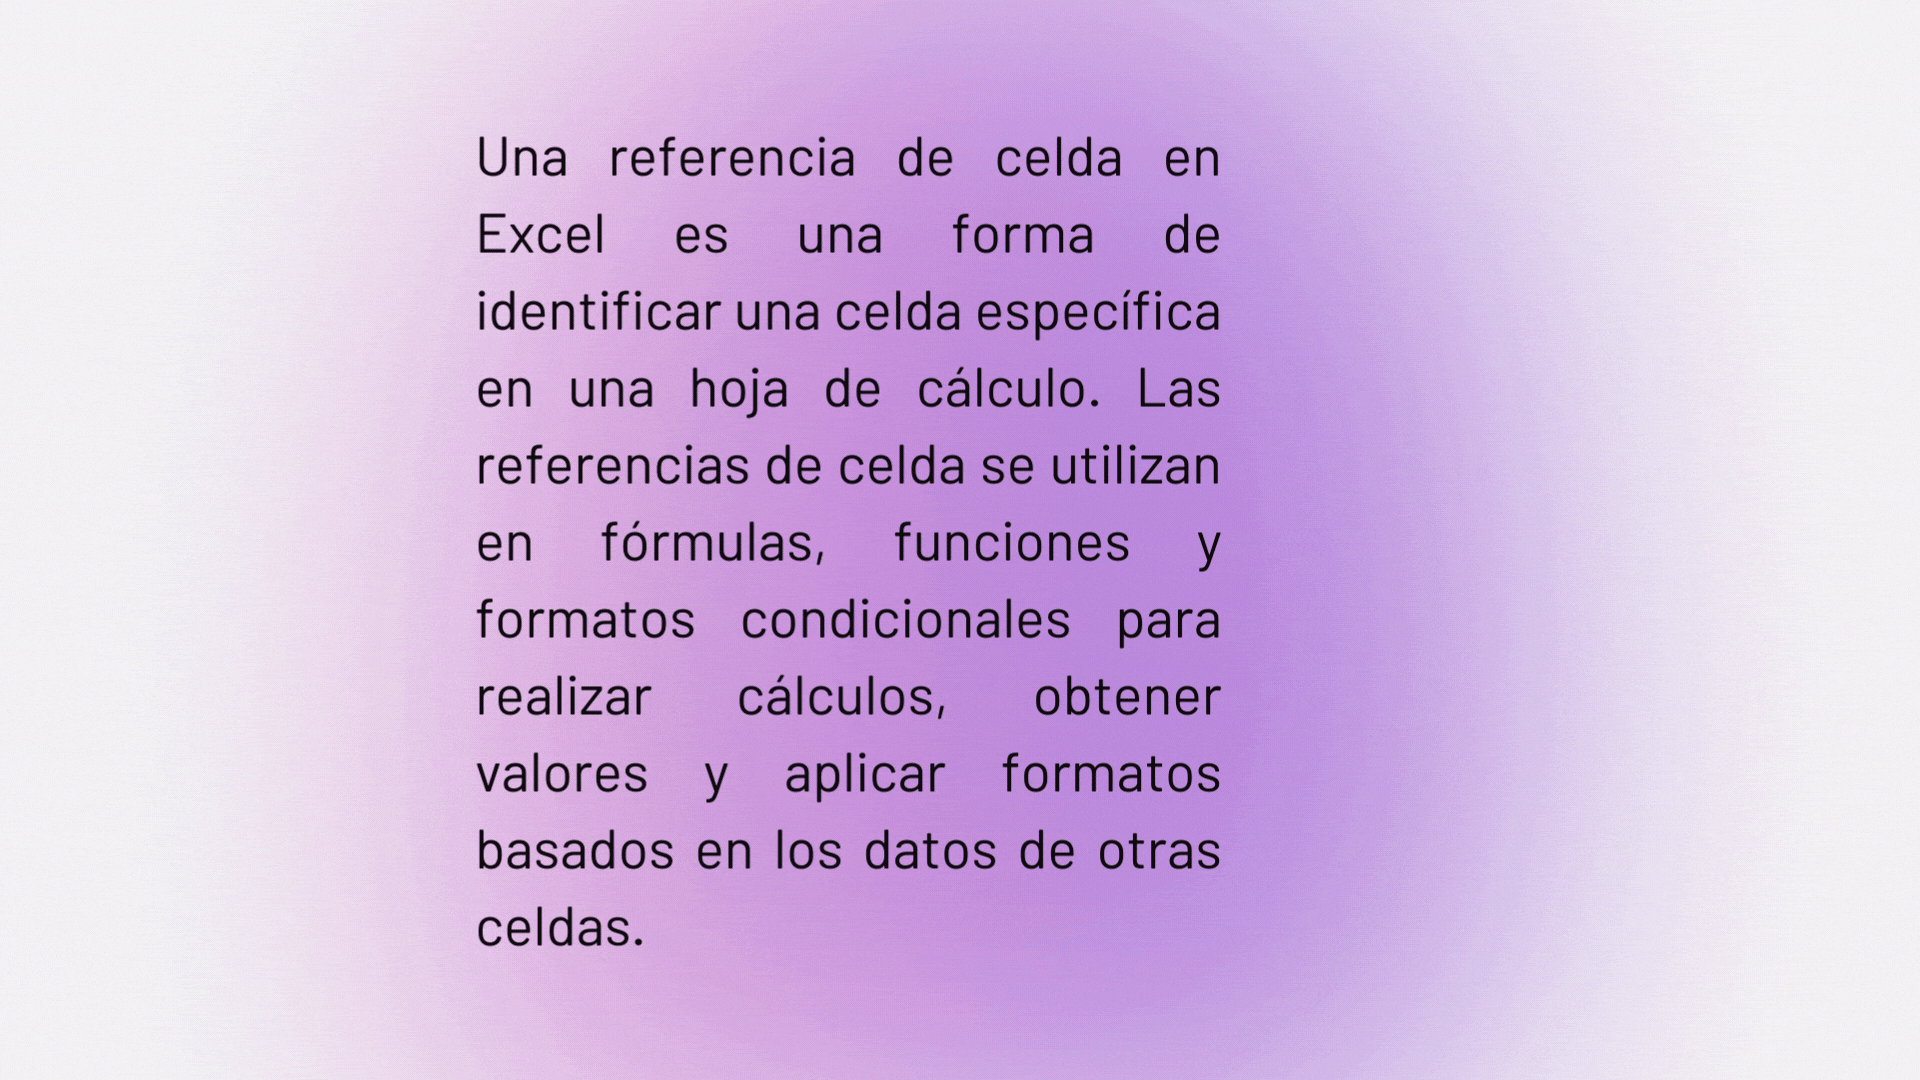 Una referencia de celda en
Excel es una forma de
identificar una celda específica
en una hoja de cálculo. Las
referencias de celda se utilizan
en fórmulas, funciones y
formatos condicionales para
realizar cálculos, obtener
valores y aplicar formatos
basados en los datos de otras
celdas.